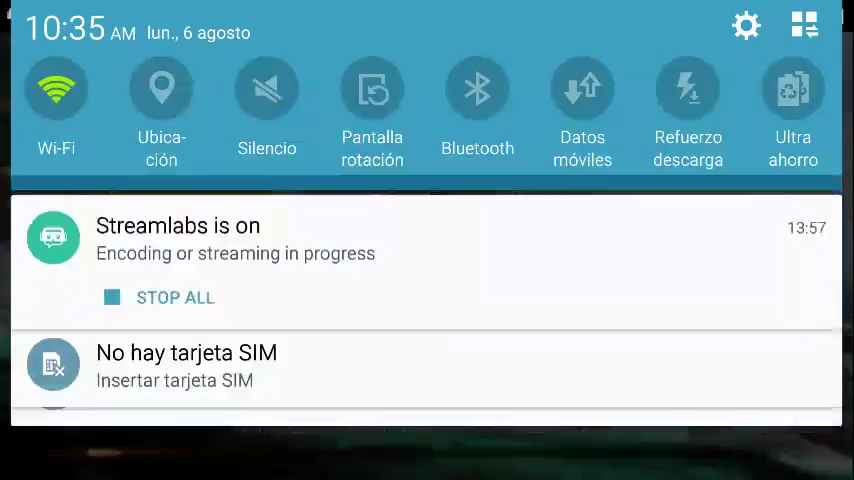 10:35 AM lun., 6 agosto
Wi-Fi
Ubica-
ción
Silencio
Pantalla
rotación
Bluetooth
Datos
móviles
Refuerzo
descarga
Ultra
ahorro
Streamlabs is on
13:57
Encoding or streaming in progress
STOP ALL
No hay tarjeta SIM
Insertar tarjeta SIM